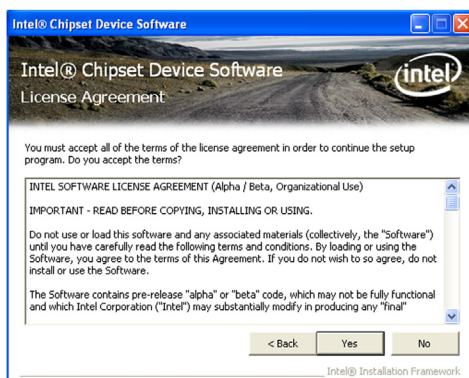 Intel® Chipset Device Software
Intel® Chipset Device Software
intel
License Agreement
You must accept all of the terms of the license agreement in order to continue the setup
program. Do you accept the terms?
INTEL SOFTWARE LICENSE AGREEMENT (Alpha / Beta, Organizational Use)
IMPORTANT - READ BEFORE COPYING, INSTALLING OR USING.
Do not use or load this software and any associated materials (collectively, the "Software")
until you have carefully read the following terms and conditions. By loading or using the
Software, you agree to the terms of this Agreement. If you do not wish to so agree, do not
install or use the Software.
The Software contains pre-release "alpha" or "beta" code, which may not be fully functional
and which Intel Corporation ("Intel") may substantially modify in producing any "final"
< Back Yes No
Intel® Installation Framework